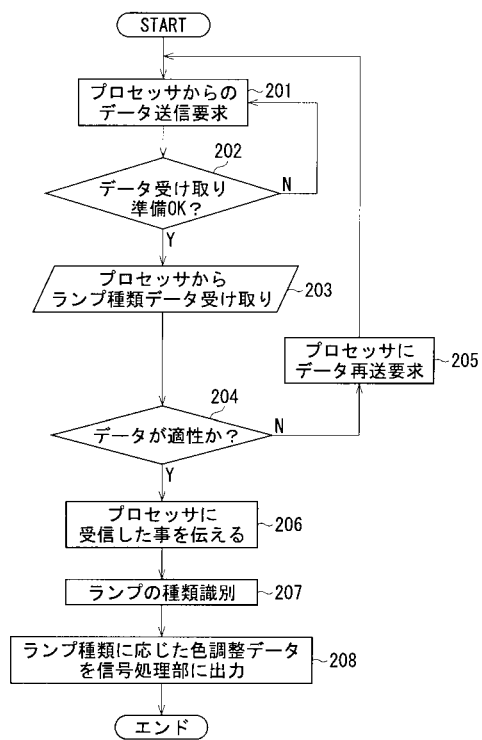 START
プロセッサからの
データ送信要求
201
202
データ受け取り
準備OK?
N
Y
プロセッサから
ランプ種類データ受け取り
203
プロセッサに
データ再送要求
205
204
データが適性か?
N
Y
プロセッサに
受信した事を伝える
206
ランプの種類識別
207
ランプ種類に応じた色調整データ
を信号処理部に出力
208
エンド